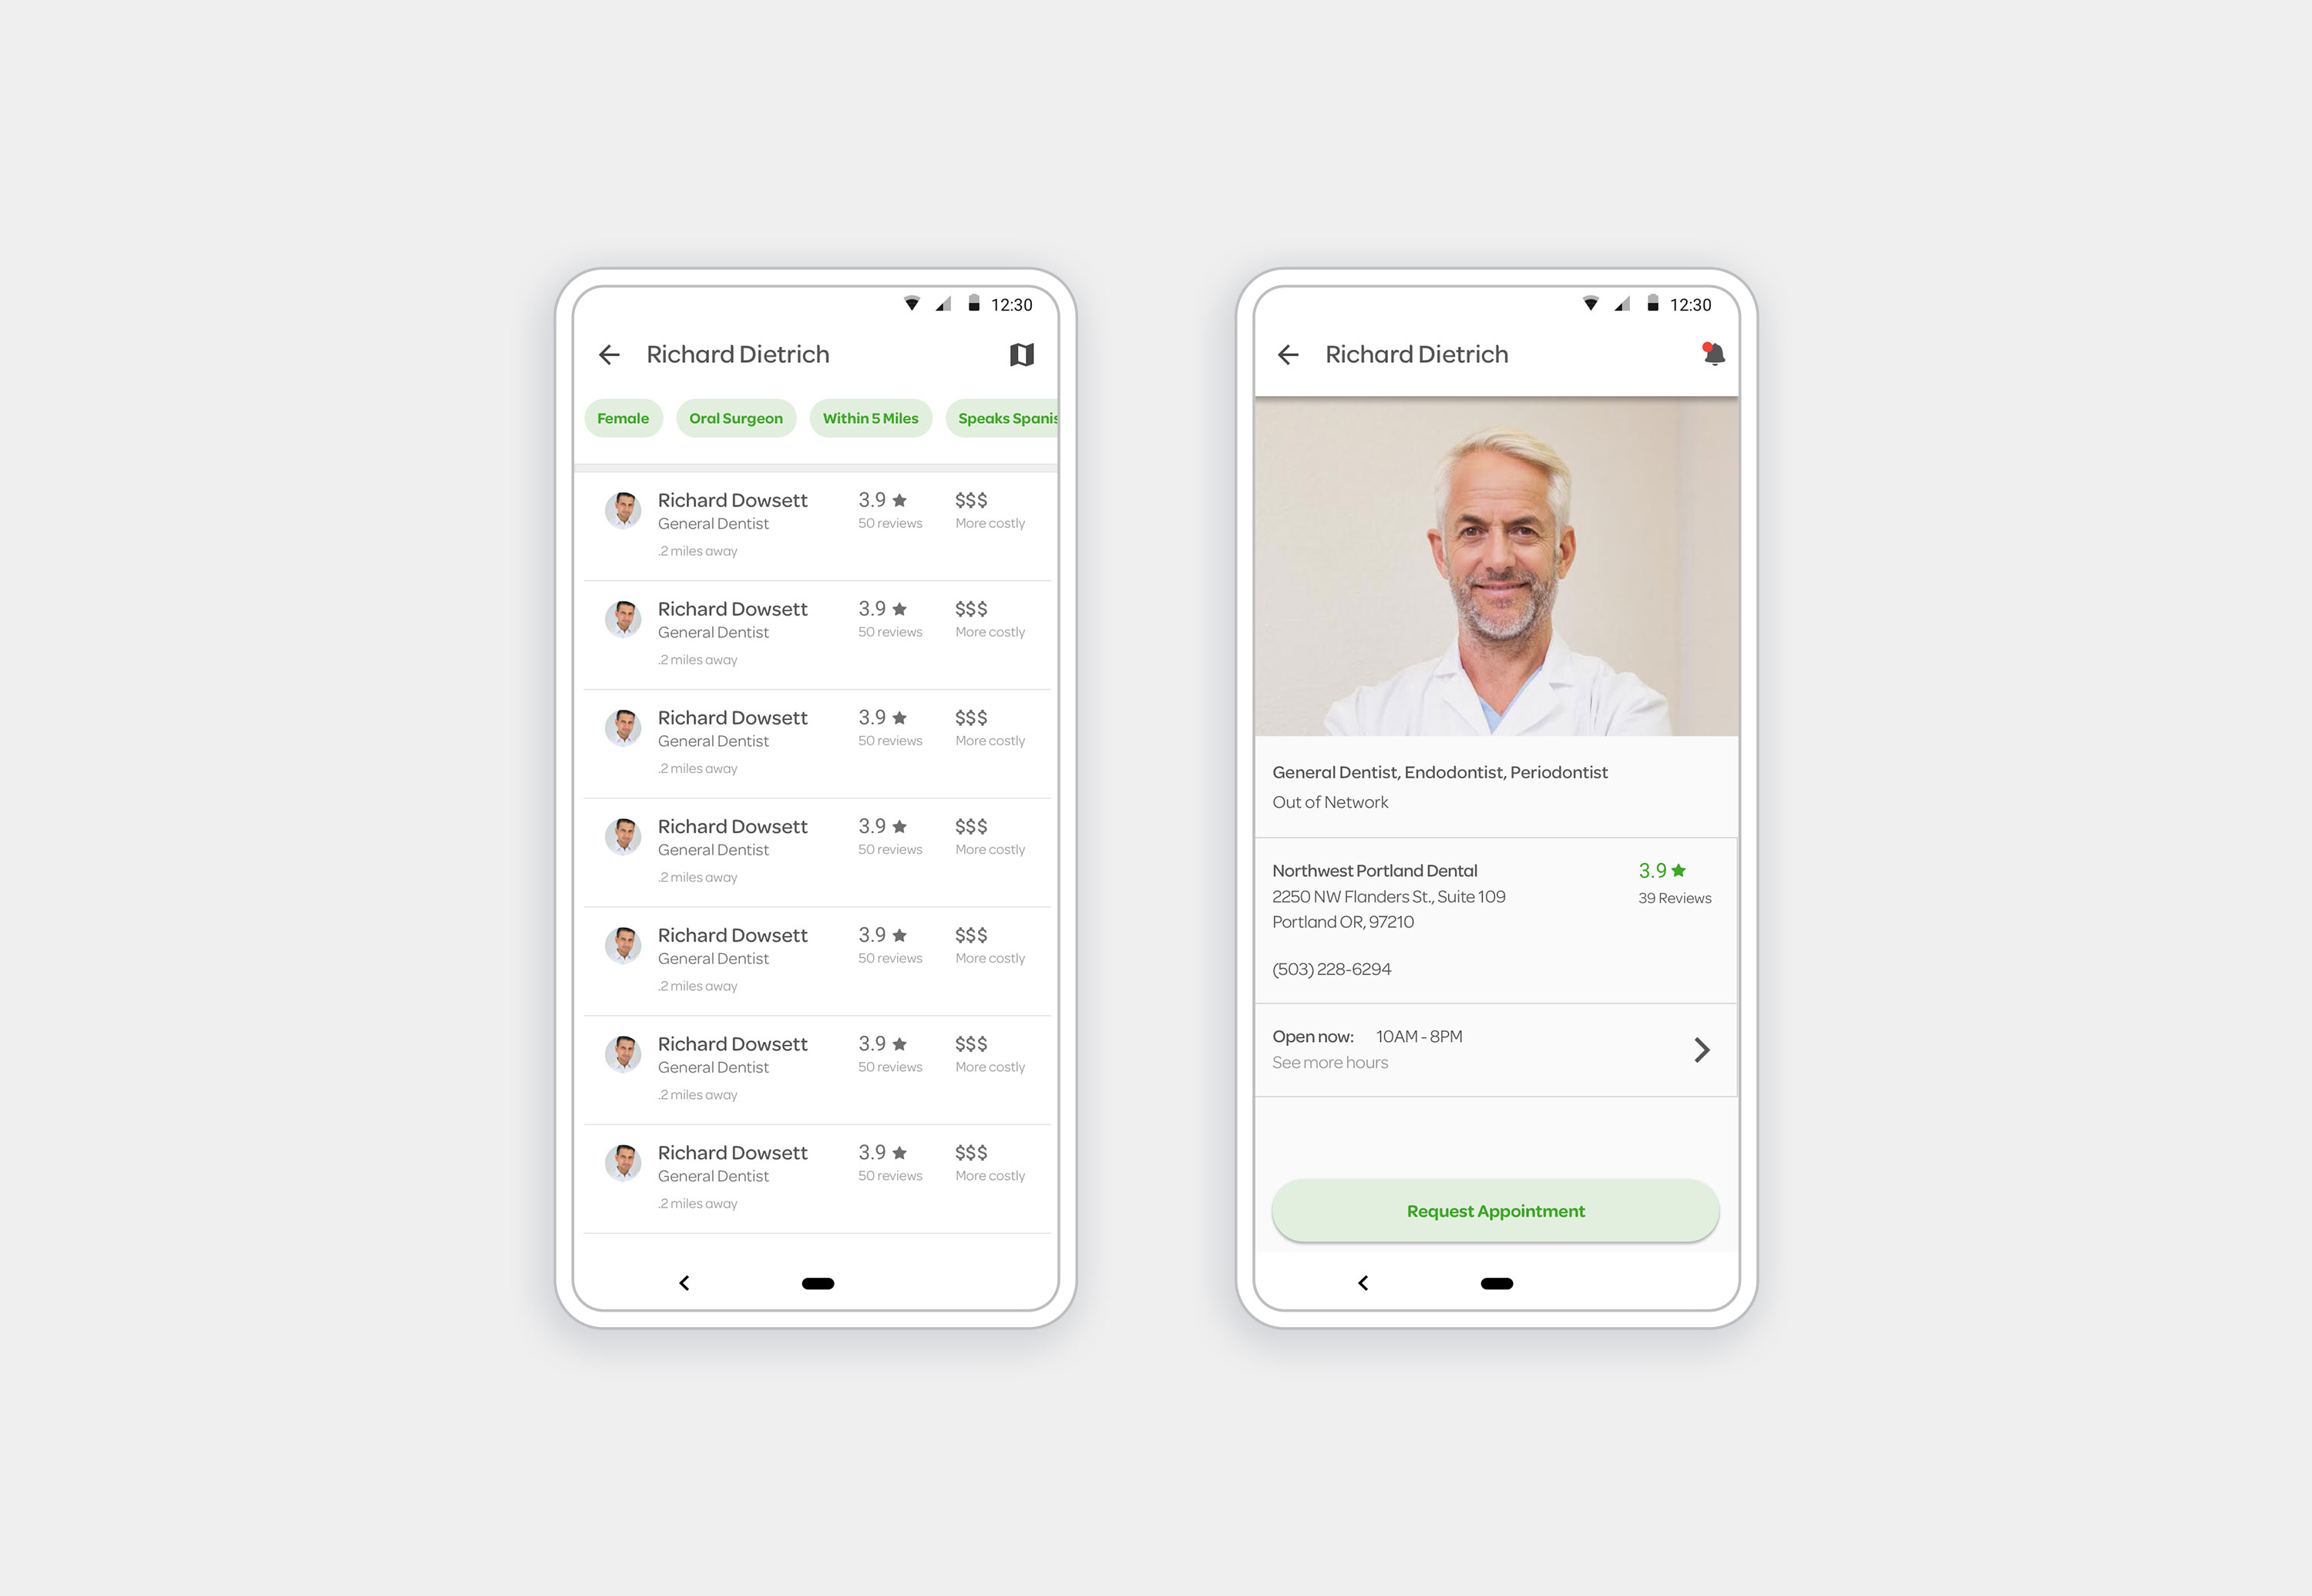 12:30
Richard Dietrich
Female
Oral Surgeon
Within 5 Miles
Speaks Spanis
Richard Dowsett 3.9 $$$
General Dentist 50 reviews More costly
.2 miles away
Richard Dowsett 3.9 $$$
General Dentist 50 reviews More costly
.2 miles away
Richard Dowsett 3.9 $$$
General Dentist 50 reviews More costly
.2 miles away
Richard Dowsett 3.9 $$$
General Dentist 50 reviews More costly
.2 miles away
Richard Dowsett 3.9 $$$
General Dentist 50 reviews More costly
.2 miles away
Richard Dowsett 3.9 $$$
General Dentist 50 reviews More costly
.2 miles away
Richard Dowsett 3.9 $$$
General Dentist 50 reviews More costly
.2 miles away
12:30
Richard Dietrich
General Dentist, Endodontist, Periodontist
Out of Network
Northwest Portland Dental 3.9
2250 NW Flanders St., Suite 109 39 Reviews
Portland OR, 97210
(503) 228-6294
Open now: 10AM - 8PM
See more hours
Request Appointment